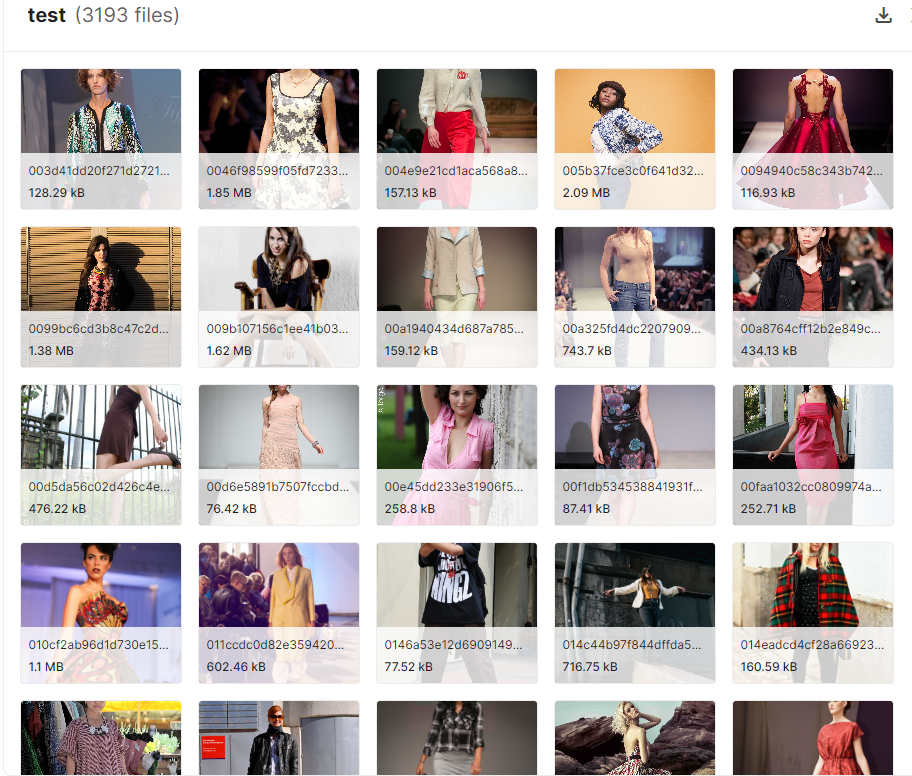 test (3193 files)
003d41dd20f271d2721...
128.29 kB
0046f98599f05fd7233...
1.85 MB
004e9e21cd1aca568a8...
157.13 kB
005b37fce3c0f641d32...
2.09 MB
0094940c58c343b742...
116.93 kB
0099bc6cd3b8c47c2d...
1.38 MB
009b107156c1ee41b03...
1.62 MB
00a1940434d687a785...
159.12 kB
00a325fd4dc2207909...
743.7 kB
00a8764cff12b2e849c...
434.13 kB
00d5da56c02d426c4e...
476.22 kB
00d6e5891b7507fccbd...
76.42 kB
00e45dd233e31906f5...
258.8 kB
00f1db534538841931f...
87.41 kB
00faa1032cc0809974a...
252.71 kB
010cf2ab96d1d730e15...
1.1 MB
011ccdc0d82e359420...
602.46 kB
0146a53e12d6909149...
77.52 kB
014c44b97f844dffda5...
716.75 kB
014eadcd4cf28a66923...
160.59 kB